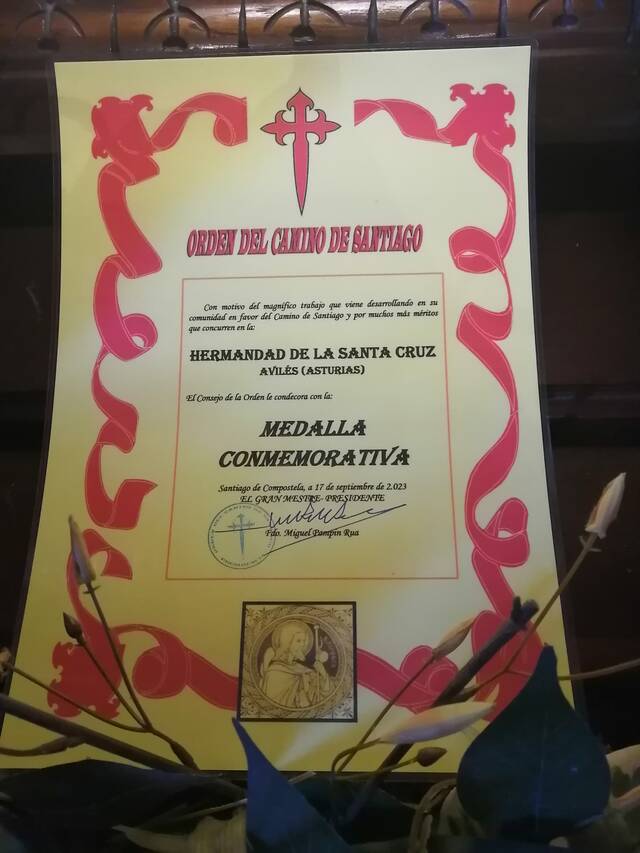 ORDEN DEL CAMINO DE SANTIAGO
Con motivo del magnífico trabajo que viene desarrollando en su
comunidad en favor del Camino de Santiago y por muchos más méritos
que concurren en la:
HERMANDAD DE LA SANTA CRUZ
AVILÉS (ASTURIAS)
El Consejo de la Orden le condecora con la:
MEDALLA
CONMEMORATIVA
Santiago de Compostela, a 17 de septiembre de 2.023
EL GRAN MESTRE- PRESIDENTE
Fdo. Miguel Pampín Rua